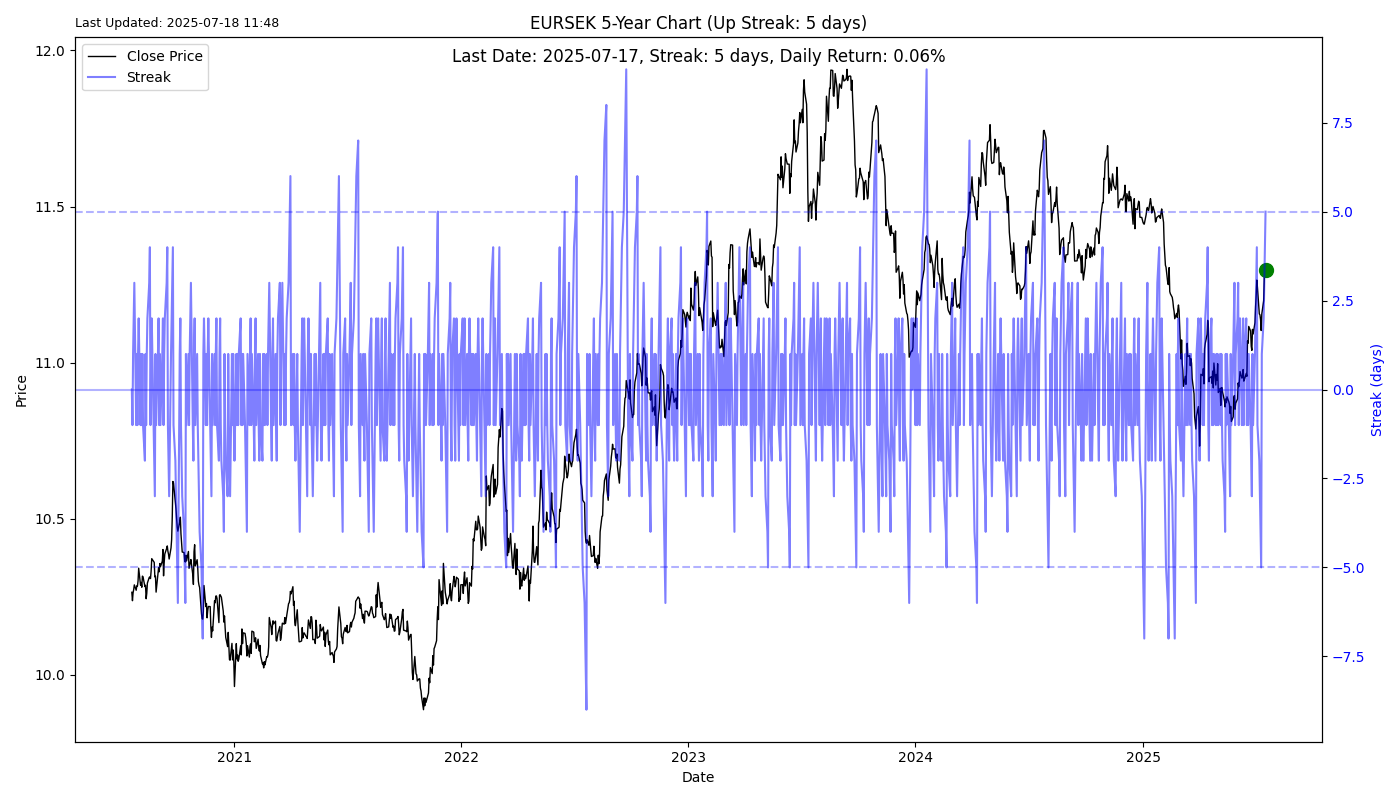 Last Updated: 2025-07-18 11:48
EURSEK 5-Year Chart (Up Streak: 5 days)
Last Date: 2025-07-17, Streak: 5 days, Daily Return: 0.06%
Close Price
Streak
Price
12.0
11.5
11.0
10.5
10.0
7.5
5.0
2.5
0.0
−2.5
−5.0
−7.5
Streak (days)
2021
2022
2023
2024
2025
Date